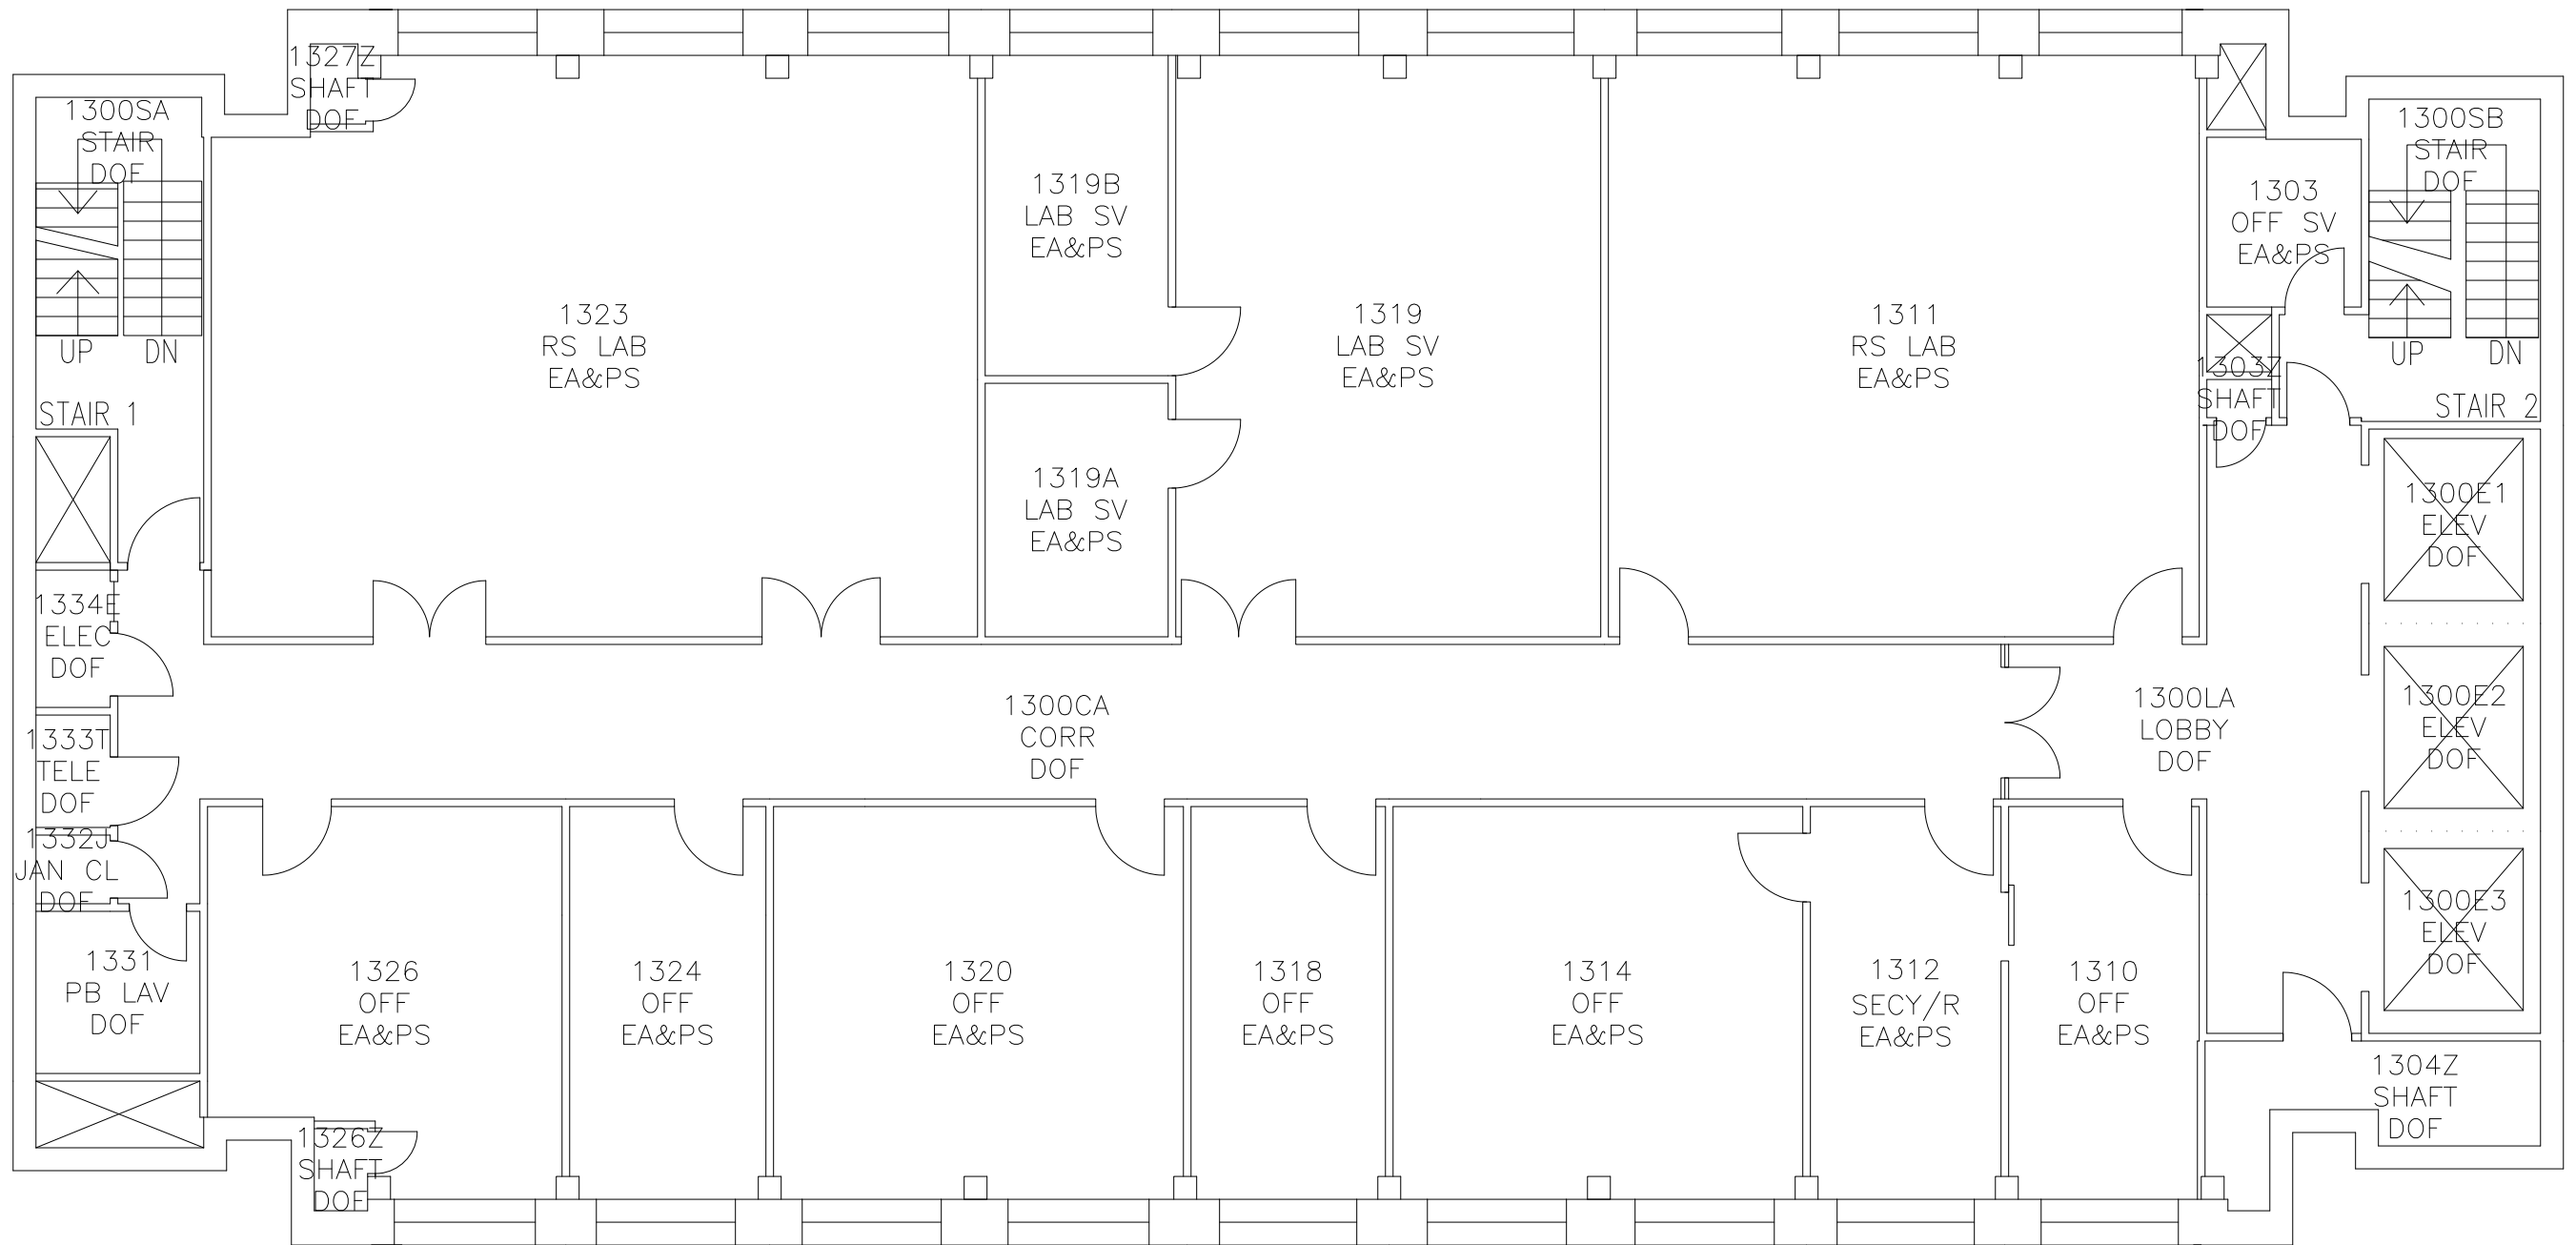 1327Z
SHAFT
DOF
1300SA
STAIR
DOF
UP
DN
STAIR 1
1323
RS LAB
EA&PS
1319B
LAB SV
EA&PS
1319A
LAB SV
EA&PS
1319
LAB SV
EA&PS
1311
RS LAB
EA&PS
1303
OFF SV
EA&PS
1300SB
STAIR
DOF
UP
DN
STAIR 2
1303Z
SHAFT
DOF
1300E1
ELEV
DOF
1334E
ELEC
DOF
1333T
TELE
DOF
1332J
JAN CL
DOF
1331
PB LAV
DOF
1300CA
CORR
DOF
1300LA
LOBBY
DOF
1300E2
ELEV
DOF
1300E3
ELEV
DOF
1326
OFF
EA&PS
1324
OFF
EA&PS
1320
OFF
EA&PS
1318
OFF
EA&PS
1314
OFF
EA&PS
1312
SECY/R
EA&PS
1310
OFF
EA&PS
1326Z
SHAFT
DOF
1304Z
SHAFT
DOF